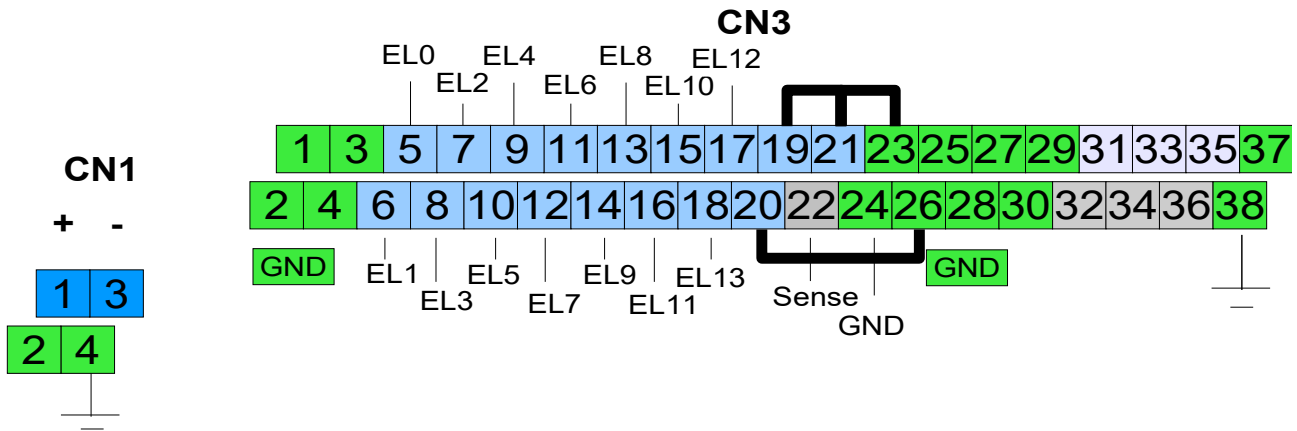 CN3
EL0 EL4 EL8 EL12
EL2 EL6 EL10
1 3 5 7 9 11 13 15 17 19 21 23 25 27 29 31 33 35 37
2 4 6 8 10 12 14 16 18 20 22 24 26 28 30 32 34 36 38
GND EL1 EL5 EL9 EL13 GND
EL3 EL7 EL11 Sense
GND
CN1
+ -
1 3
2 4